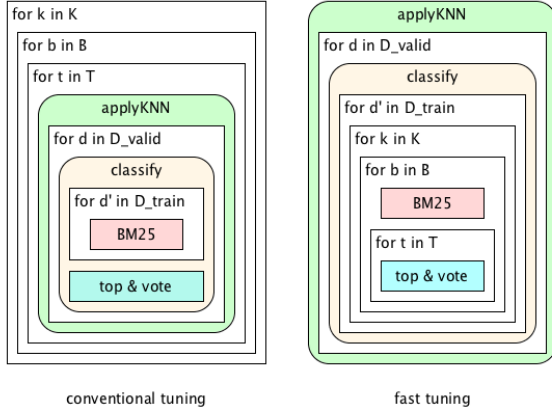 for k in K
for b in B
for t in T
applyKNN
for d in D_valid
classify
for d' in D_train
BM25
top & vote
conventional tuning
applyKNN
for d in D_valid
classify
for d' in D_train
for k in K
for b in B
BM25
for t in T
top & vote
fast tuning